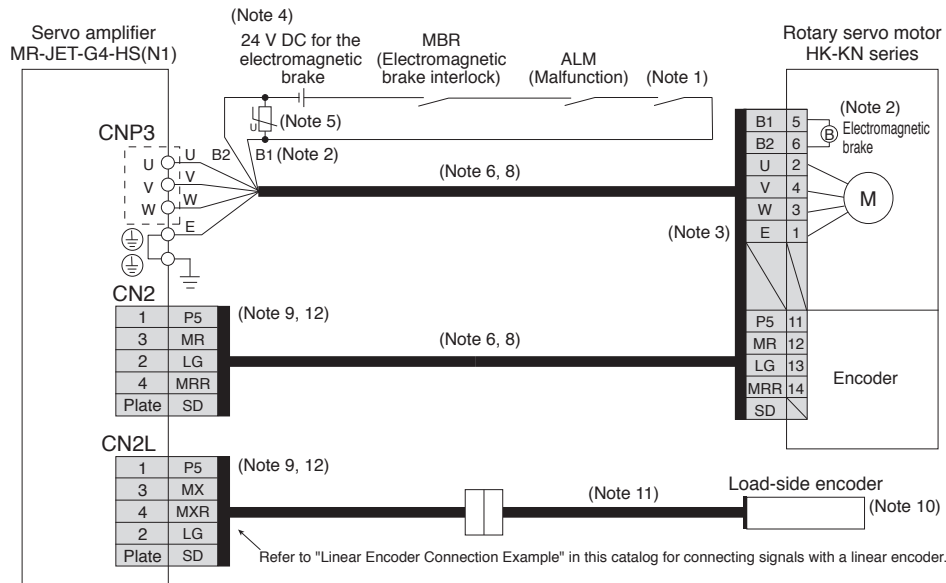 Servo amplifier
MR-JET-G4-HS(N1)
(Note 4)
24 V DC for the
electromagnetic
brake
MBR
(Electromagnetic
brake interlock)
ALM
(Malfunction)
(Note 1)
Rotary servo motor
HK-KN series
U
(Note 5)
CNP3
U U
V V
W W
E
B2 B1 (Note 2)
(Note 6, 8)
(Note 3)
B1 5
B2 6
U 2
V 4
W 3
E 1
(Note 2)
B
Electromagnetic
brake
M
CN2
1 P5
3 MR
2 LG
4 MRR
Plate SD
(Note 9, 12)
(Note 6, 8)
P5 11
MR 12
LG 13
MRR 14
SD
Encoder
CN2L
1 P5
3 MX
4 MXR
2 LG
Plate SD
(Note 9, 12)
(Note 11)
Load-side encoder
(Note 10)
Refer to "Linear Encoder Connection Example" in this catalog for connecting signals with a linear encoder.